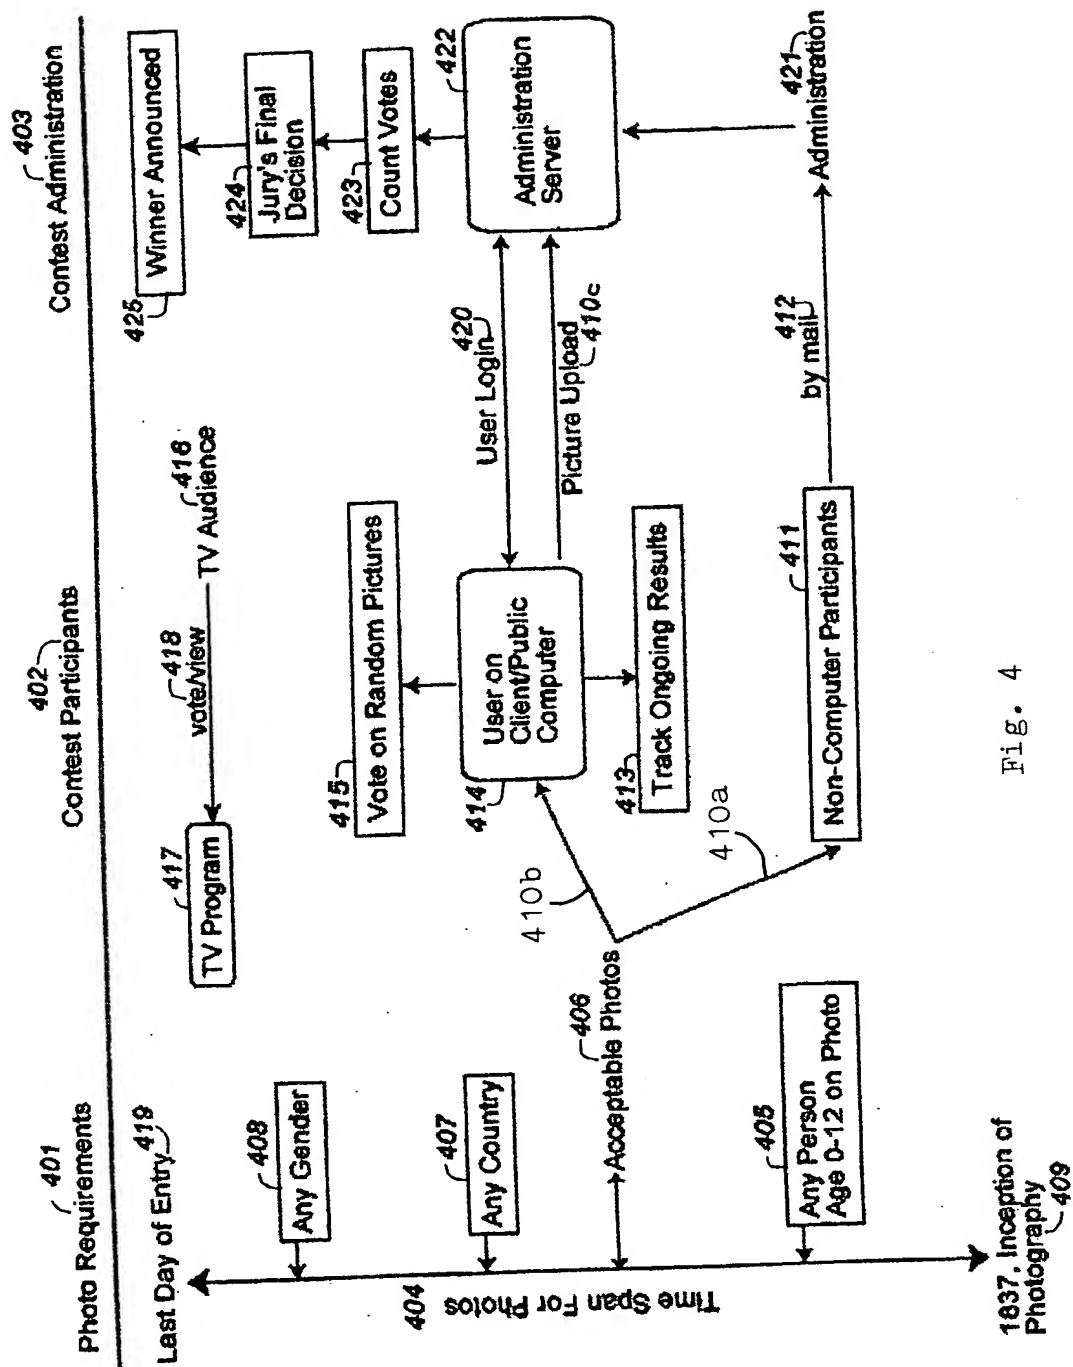 Photo Requirements
401
Contest Participants
402
Contest Administration
403
Last Day of Entry
419
Any Gender
408
Any Country
407
Acceptable Photos
406
Any Person
Age 0-12 on Photo
405
Time Span For Photos
404
1837, Inception of
Photography
409
TV Program
417
vote/view
418
TV Audience
416
415
Vote on Random Pictures
User on
Client/Public
Computer
414
413
Track Ongoing Results
410b
410a
Non-Computer Participants
411
User Login
420
Picture Upload
410c
by mail
412
425
Winner Announced
424
Jury's Final
Decision
423
Count Votes
Administration
Server
422
Administration
421
Fig. 4